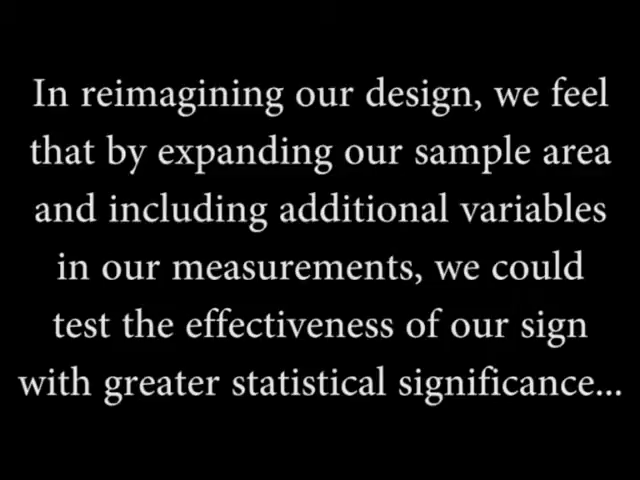 In reimagining our design, we feel
that by expanding our sample area
and including additional variables
in our measurements, we could
test the effectiveness of our sign
with greater statistical significance...